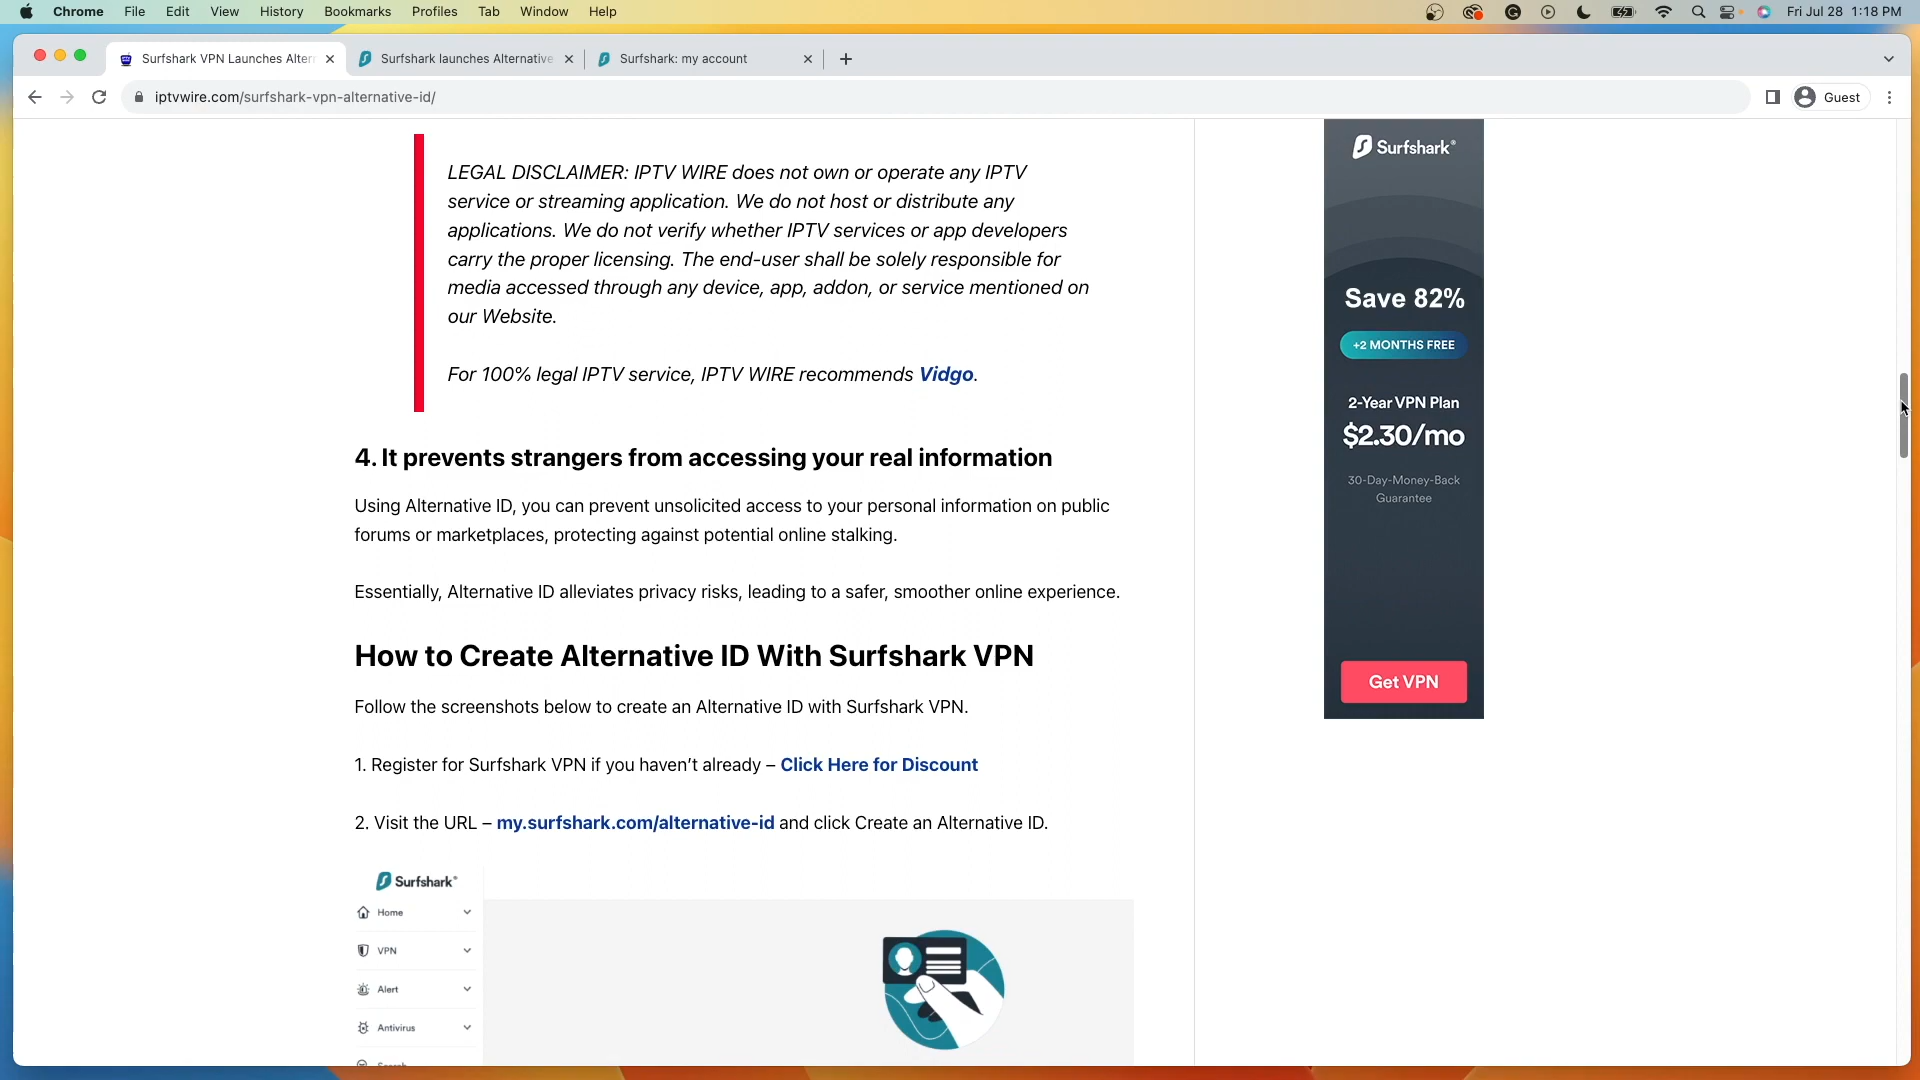 Chrome File Edit View History Bookmarks Profiles Tab Window Help Fri Jul 28 1:18 PM
Surfshark VPN Launches Alter
Surfshark launches Alternative
Surfshark: my account
iptvwire.com/surfshark-vpn-alternative-id/
Guest
LEGAL DISCLAIMER: IPTV WIRE does not own or operate any IPTV
service or streaming application. We do not host or distribute any
applications. We do not verify whether IPTV services or app developers
carry the proper licensing. The end-user shall be solely responsible for
media accessed through any device, app, addon, or service mentioned on
our Website.
For 100% legal IPTV service, IPTV WIRE recommends Vidgo.
4. It prevents strangers from accessing your real information
Using Alternative ID, you can prevent unsolicited access to your personal information on public
forums or marketplaces, protecting against potential online stalking.
Essentially, Alternative ID alleviates privacy risks, leading to a safer, smoother online experience.
How to Create Alternative ID With Surfshark VPN
Follow the screenshots below to create an Alternative ID with Surfshark VPN.
1. Register for Surfshark VPN if you haven’t already – Click Here for Discount
2. Visit the URL – my.surfshark.com/alternative-id and click Create an Alternative ID.
Surfshark®
Home
VPN
Alert
Antivirus
Surfshark®
Save 82%
+2 MONTHS FREE
2-Year VPN Plan
$2.30/mo
30-Day-Money-Back
Guarantee
Get VPN